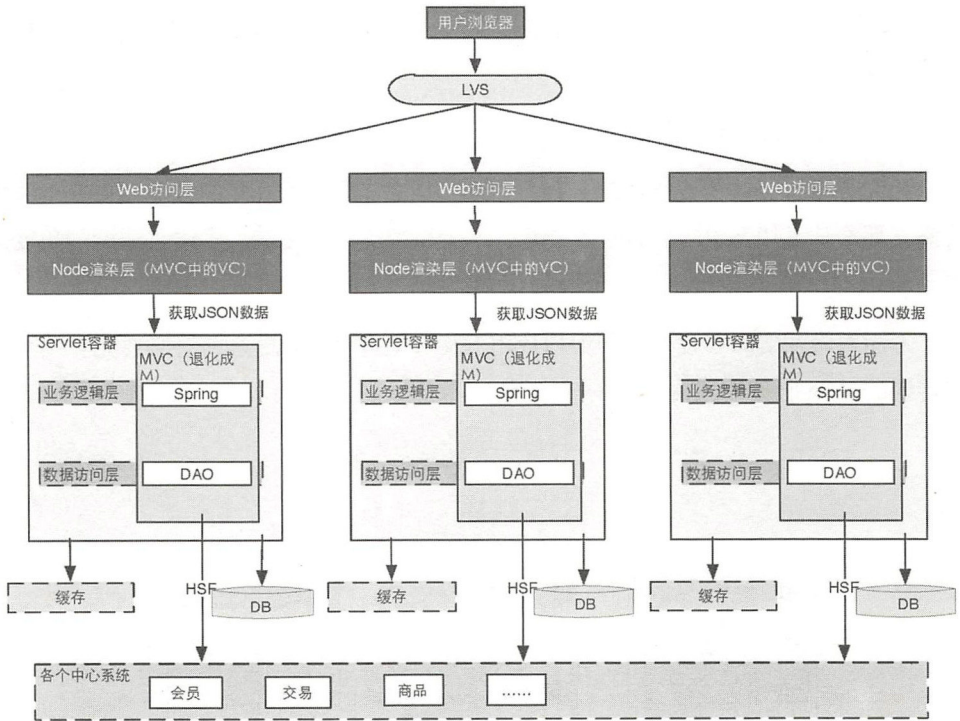 用户浏览器
LVS
Web访问层
Web访问层
Web访问层
Node渲染层（MVC中的VC）
Node渲染层（MVC中的VC）
Node渲染层（MVC中的VC）
获取JSON数据
获取JSON数据
获取JSON数据
Servlet容器
MVC（退化成
M）
业务逻辑层
Spring
数据访问层
DAO
Servlet容器
MVC（退化成
M）
业务逻辑层
Spring
数据访问层
DAO
Servlet容器
MVC（退化成
M）
业务逻辑层
Spring
数据访问层
DAO
缓存
HSF
DB
缓存
HSF
DB
缓存
HSF
DB
各个中心系统
会员
交易
商品
......